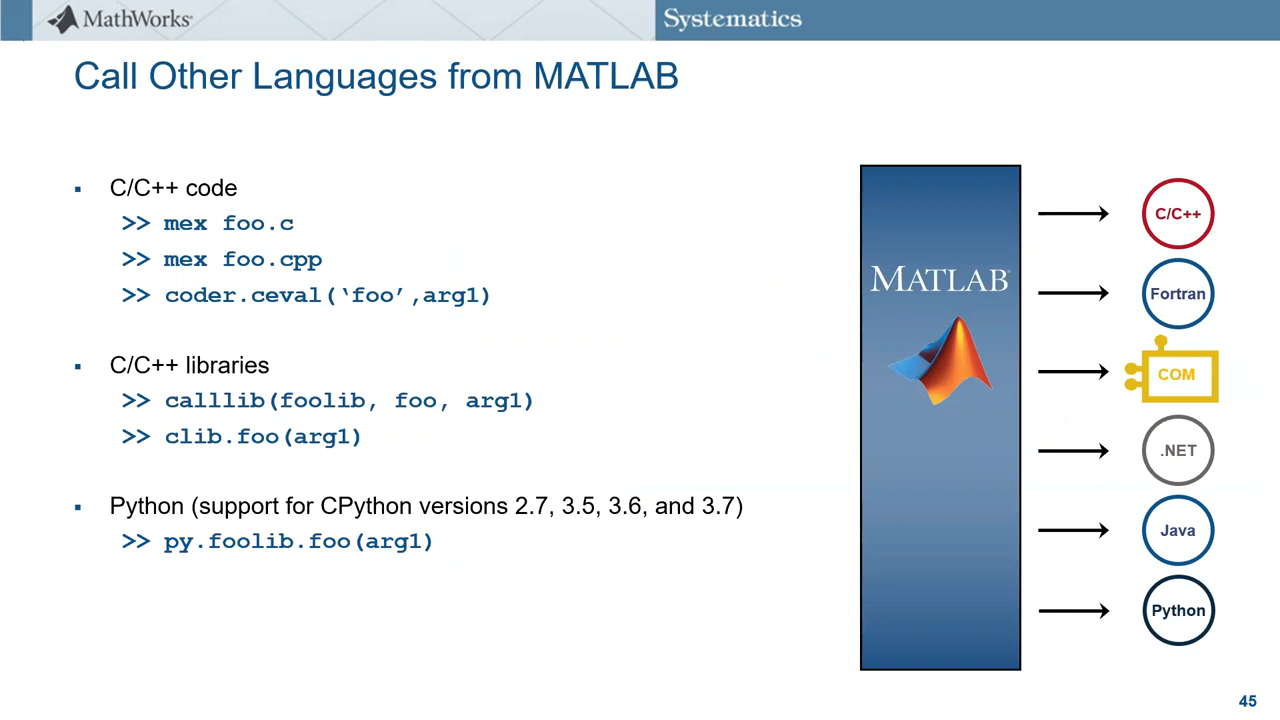 MathWorks
Systematics
Call Other Languages from MATLAB
▪ C/C++ code
>> mex foo.c
>> mex foo.cpp
>> coder.ceval(‘foo’,arg1)
▪ C/C++ libraries
>> calllib(foolib, foo, arg1)
>> clib.foo(arg1)
▪ Python (support for CPython versions 2.7, 3.5, 3.6, and 3.7)
>> py.foolib.foo(arg1)
MATLAB
C/C++
Fortran
COM
.NET
Java
Python
45